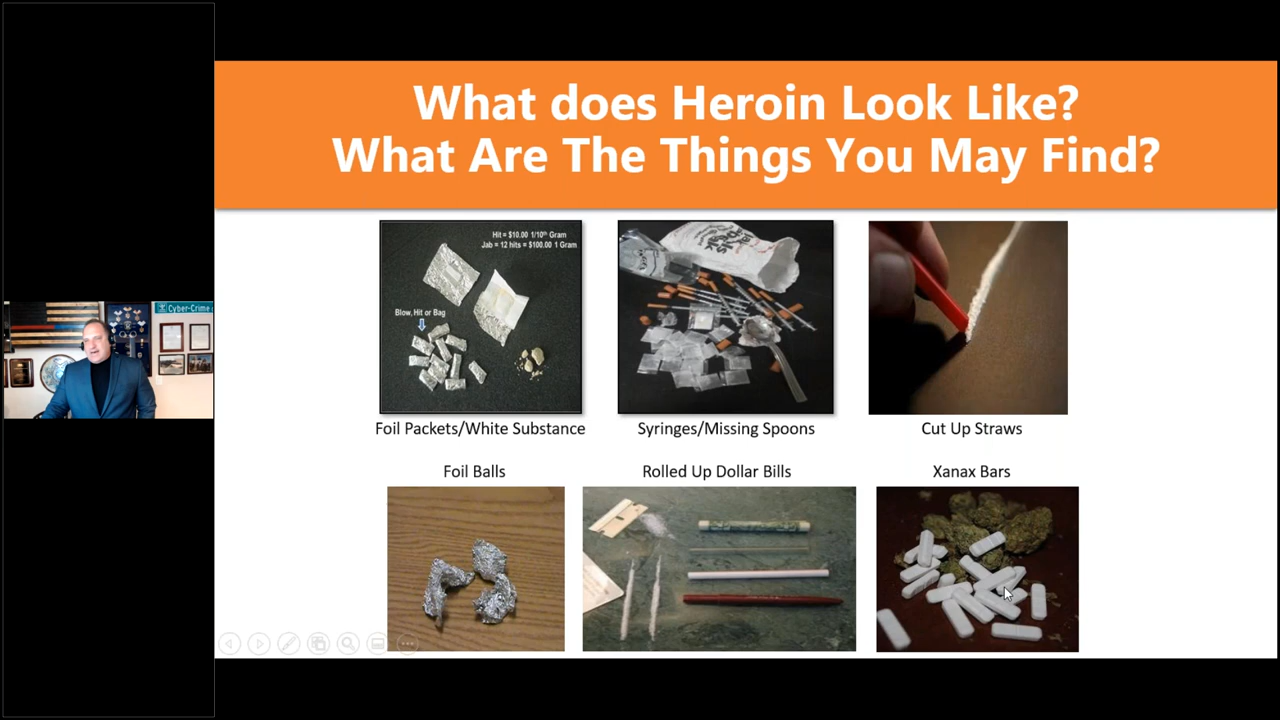 What does Heroin Look Like?
What Are The Things You May Find?
Hit = $10.00 1/10th Gram
Jab = 12 hits = $100.00 1 Gram
Blow, Hit or Bag
Cyber-Crime
Foil Packets/White Substance
Syringes/Missing Spoons
Cut Up Straws
Foil Balls
Rolled Up Dollar Bills
Xanax Bars